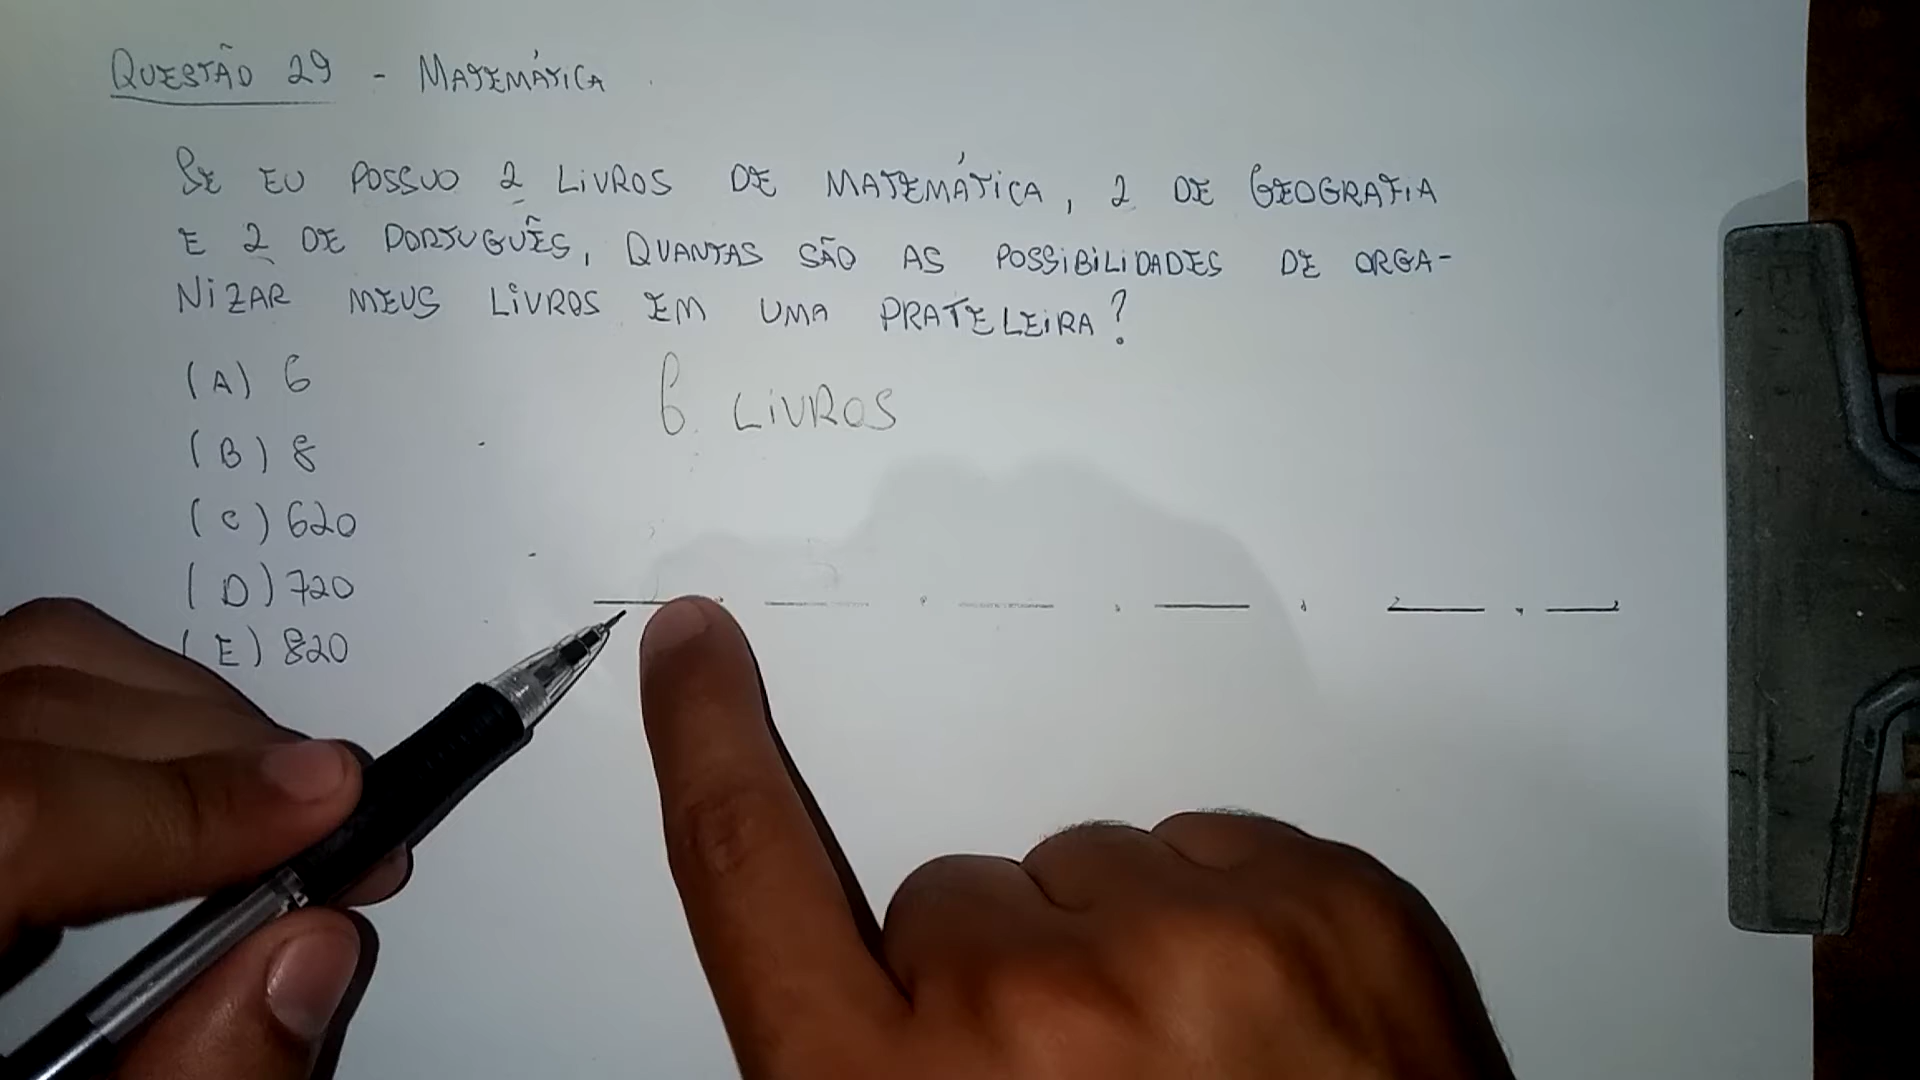 QUESTÃO 29 - MATEMÁTICA
SE EU POSSUO 2 LIVROS DE MATEMÁTICA, 2 DE GEOGRAFIA
E 2 DE PORTUGUÊS, QUANTAS SÃO AS POSSIBILIDADES DE ORGA-
NIZAR MEUS LIVROS EM UMA PRATELEIRA?
(A) 6
6 LIVROS
(B) 8
(C) 620
(D) 720
(E) 820